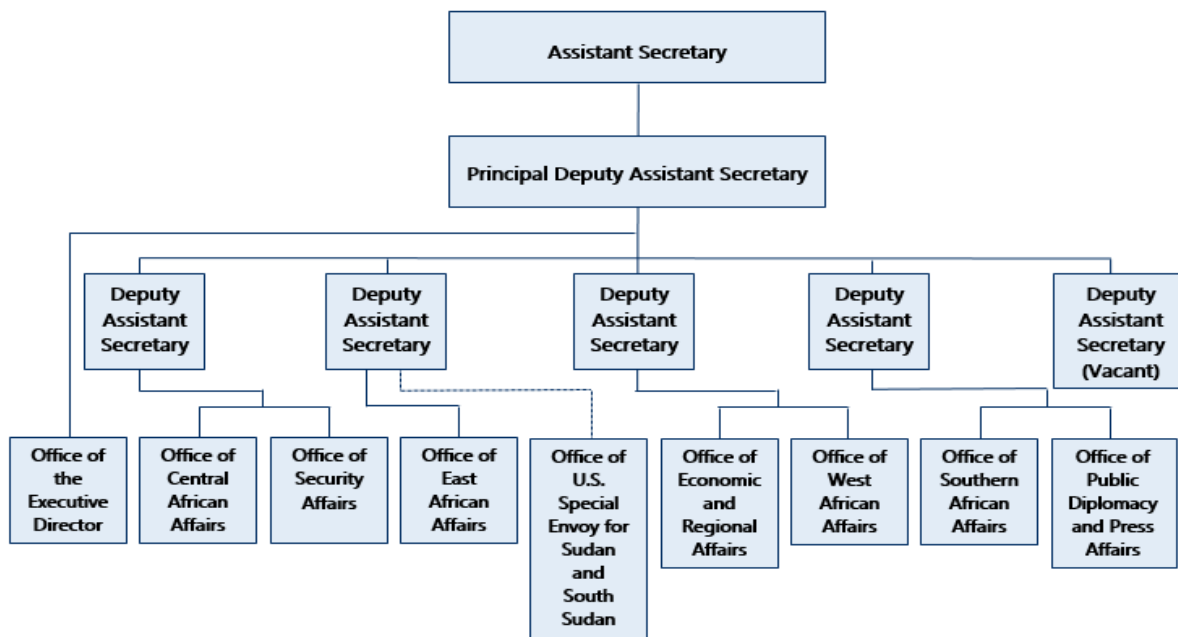 Assistant Secretary
Principal Deputy Assistant Secretary
Deputy
Assistant
Secretary
Deputy
Assistant
Secretary
Deputy
Assistant
Secretary
Deputy
Assistant
Secretary
Deputy
Assistant
Secretary
(Vacant)
Office of
the
Executive
Director
Office of
Central
African
Affairs
Office of
Security
Affairs
Office of
East
African
Affairs
Office of
U.S.
Special
Envoy for
Sudan
and
South
Sudan
Office of
Economic
and
Regional
Affairs
Office of
West
African
Affairs
Office of
Southern
African
Affairs
Office of
Public
Diplomacy
and Press
Affairs